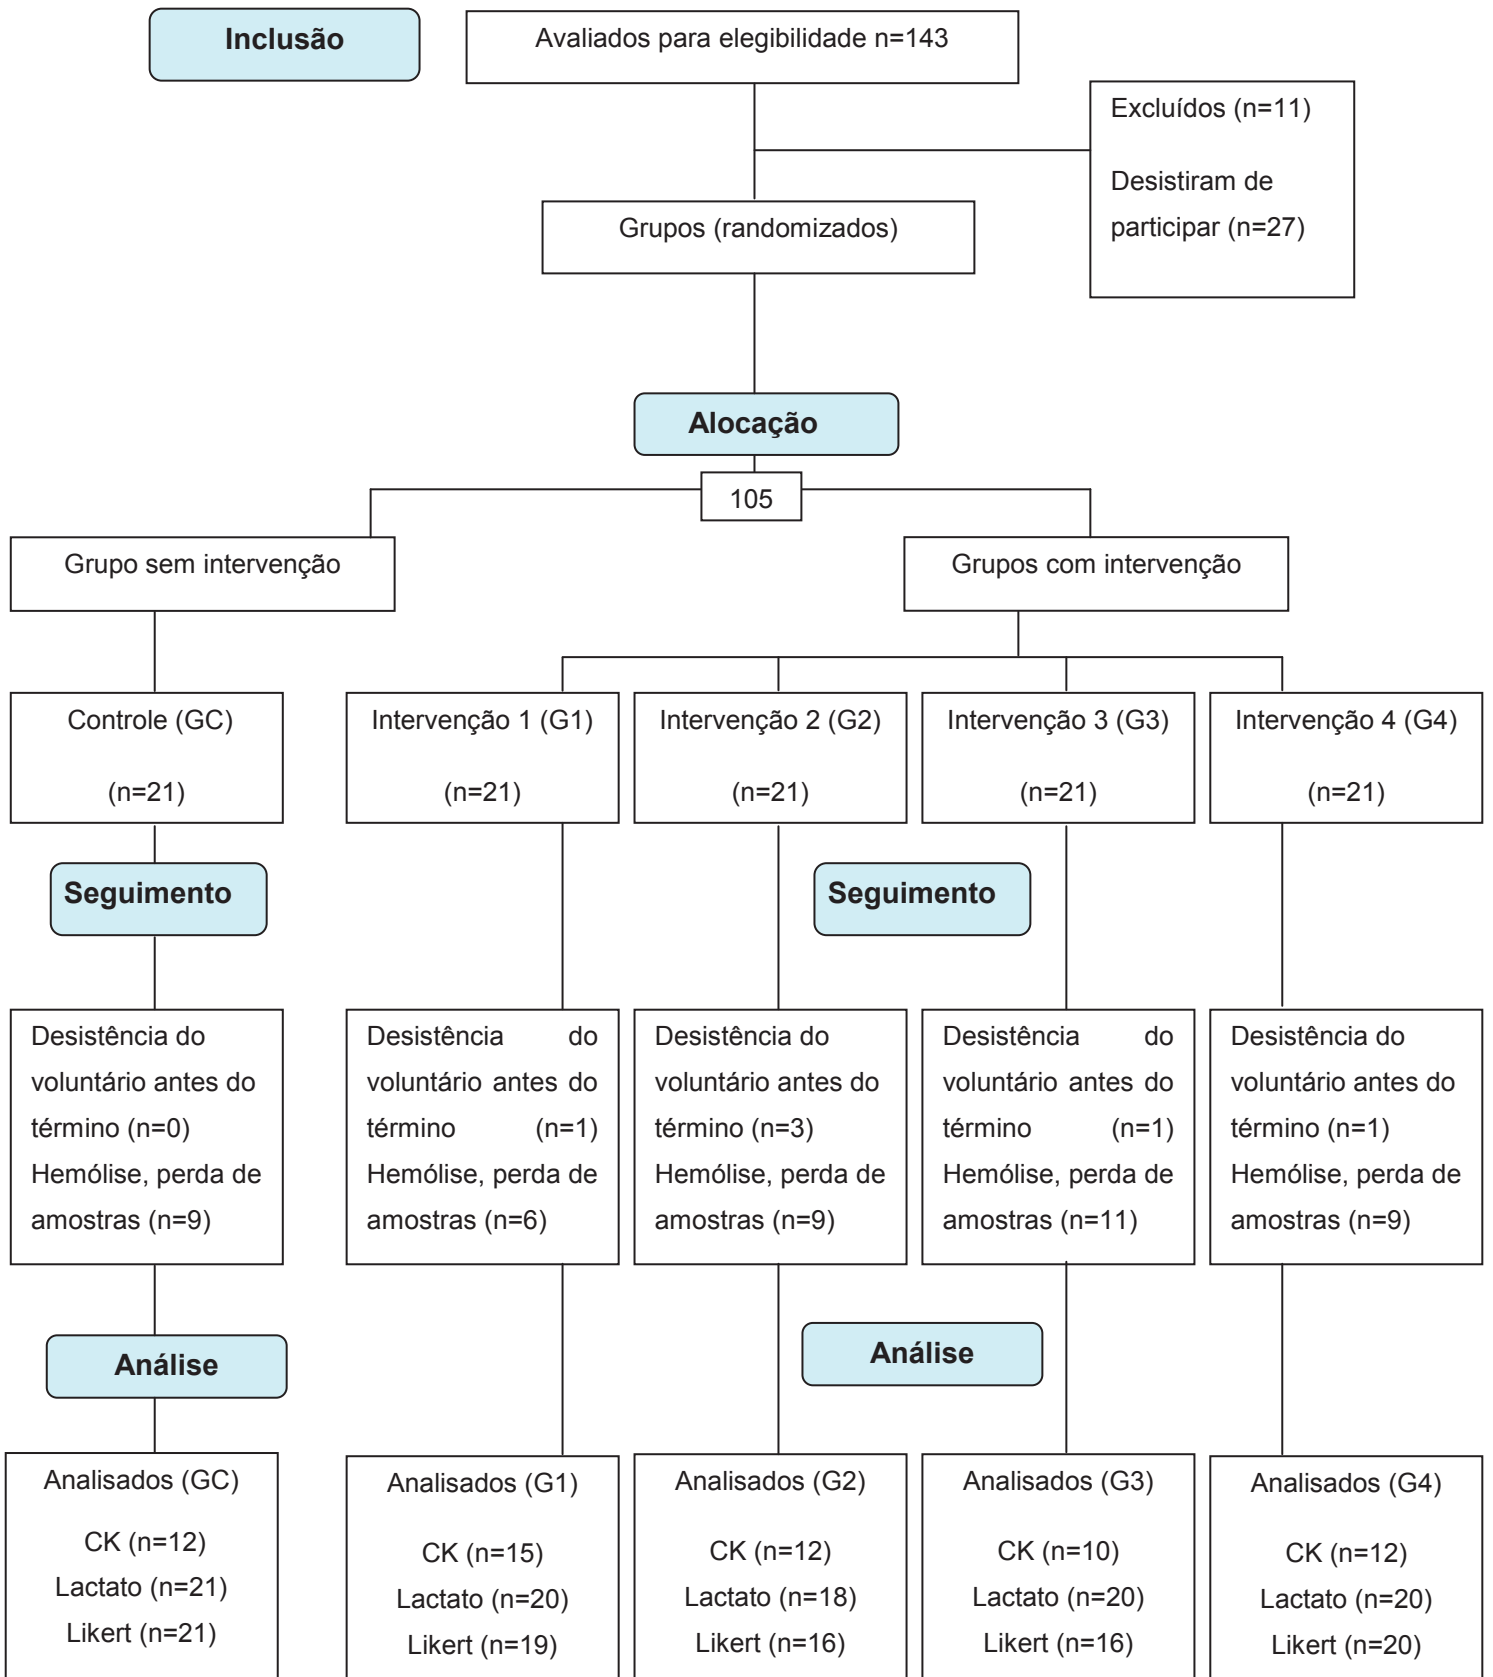 Inclusão
Avaliados para elegibilidade n=143
Excluídos (n=11)
Desistiram de
participar (n=27)
Grupos (randomizados)
Alocação
105
Grupo sem intervenção
Grupos com intervenção
Controle (GC)
(n=21)
Intervenção 1 (G1)
(n=21)
Intervenção 2 (G2)
(n=21)
Intervenção 3 (G3)
(n=21)
Intervenção 4 (G4)
(n=21)
Seguimento
Seguimento
Desistência do
voluntário antes do
término (n=0)
Hemólise, perda de
amostras (n=9)
Desistência do
voluntário antes do
término (n=1)
Hemólise, perda de
amostras (n=6)
Desistência do
voluntário antes do
término (n=3)
Hemólise, perda de
amostras (n=9)
Desistência do
voluntário antes do
término (n=1)
Hemólise, perda de
amostras (n=11)
Desistência do
voluntário antes do
término (n=1)
Hemólise, perda de
amostras (n=9)
Análise
Análise
Analisados (GC)
CK (n=12)
Lactato (n=21)
Likert (n=21)
Analisados (G1)
CK (n=15)
Lactato (n=20)
Likert (n=19)
Analisados (G2)
CK (n=12)
Lactato (n=18)
Likert (n=16)
Analisados (G3)
CK (n=10)
Lactato (n=20)
Likert (n=16)
Analisados (G4)
CK (n=12)
Lactato (n=20)
Likert (n=20)